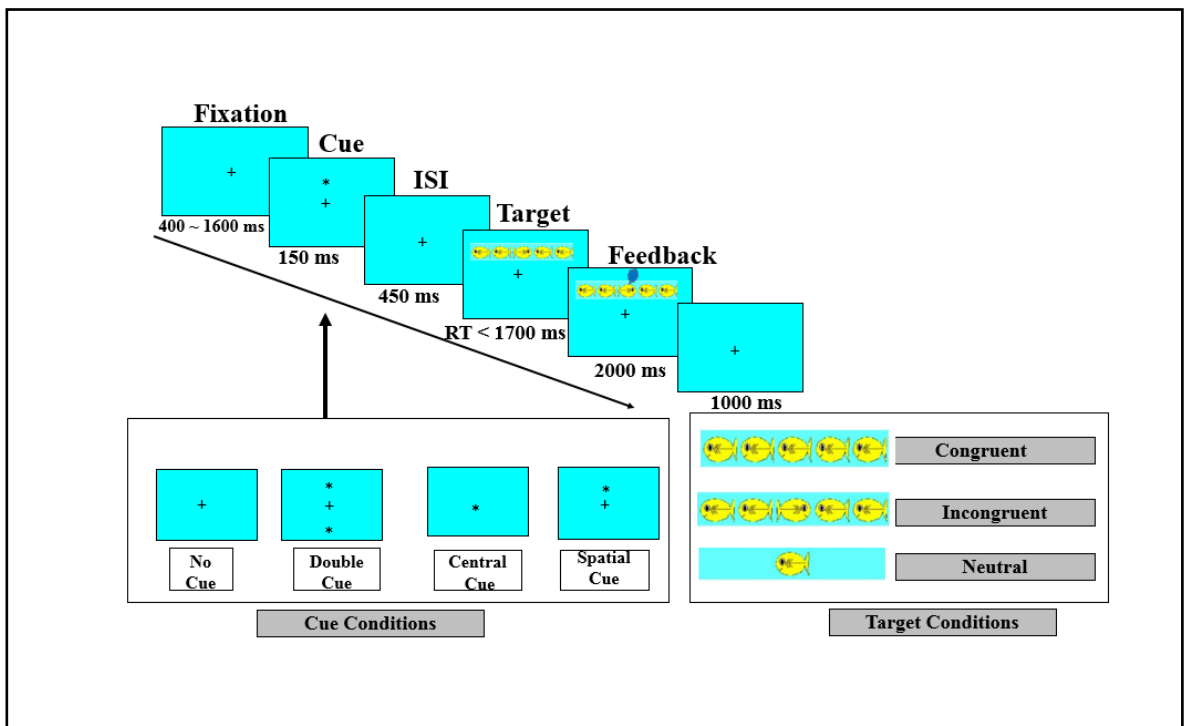 Fixation
+
400 ~ 1600 ms
Cue
*
+
150 ms
ISI
+
450 ms
Target
+
RT < 1700 ms
Feedback
+
2000 ms
+
1000 ms
+
No
Cue
*
+
*
Double
Cue
*
Central
Cue
*
+
Spatial
Cue
Cue Conditions
Congruent
Incongruent
Neutral
Target Conditions